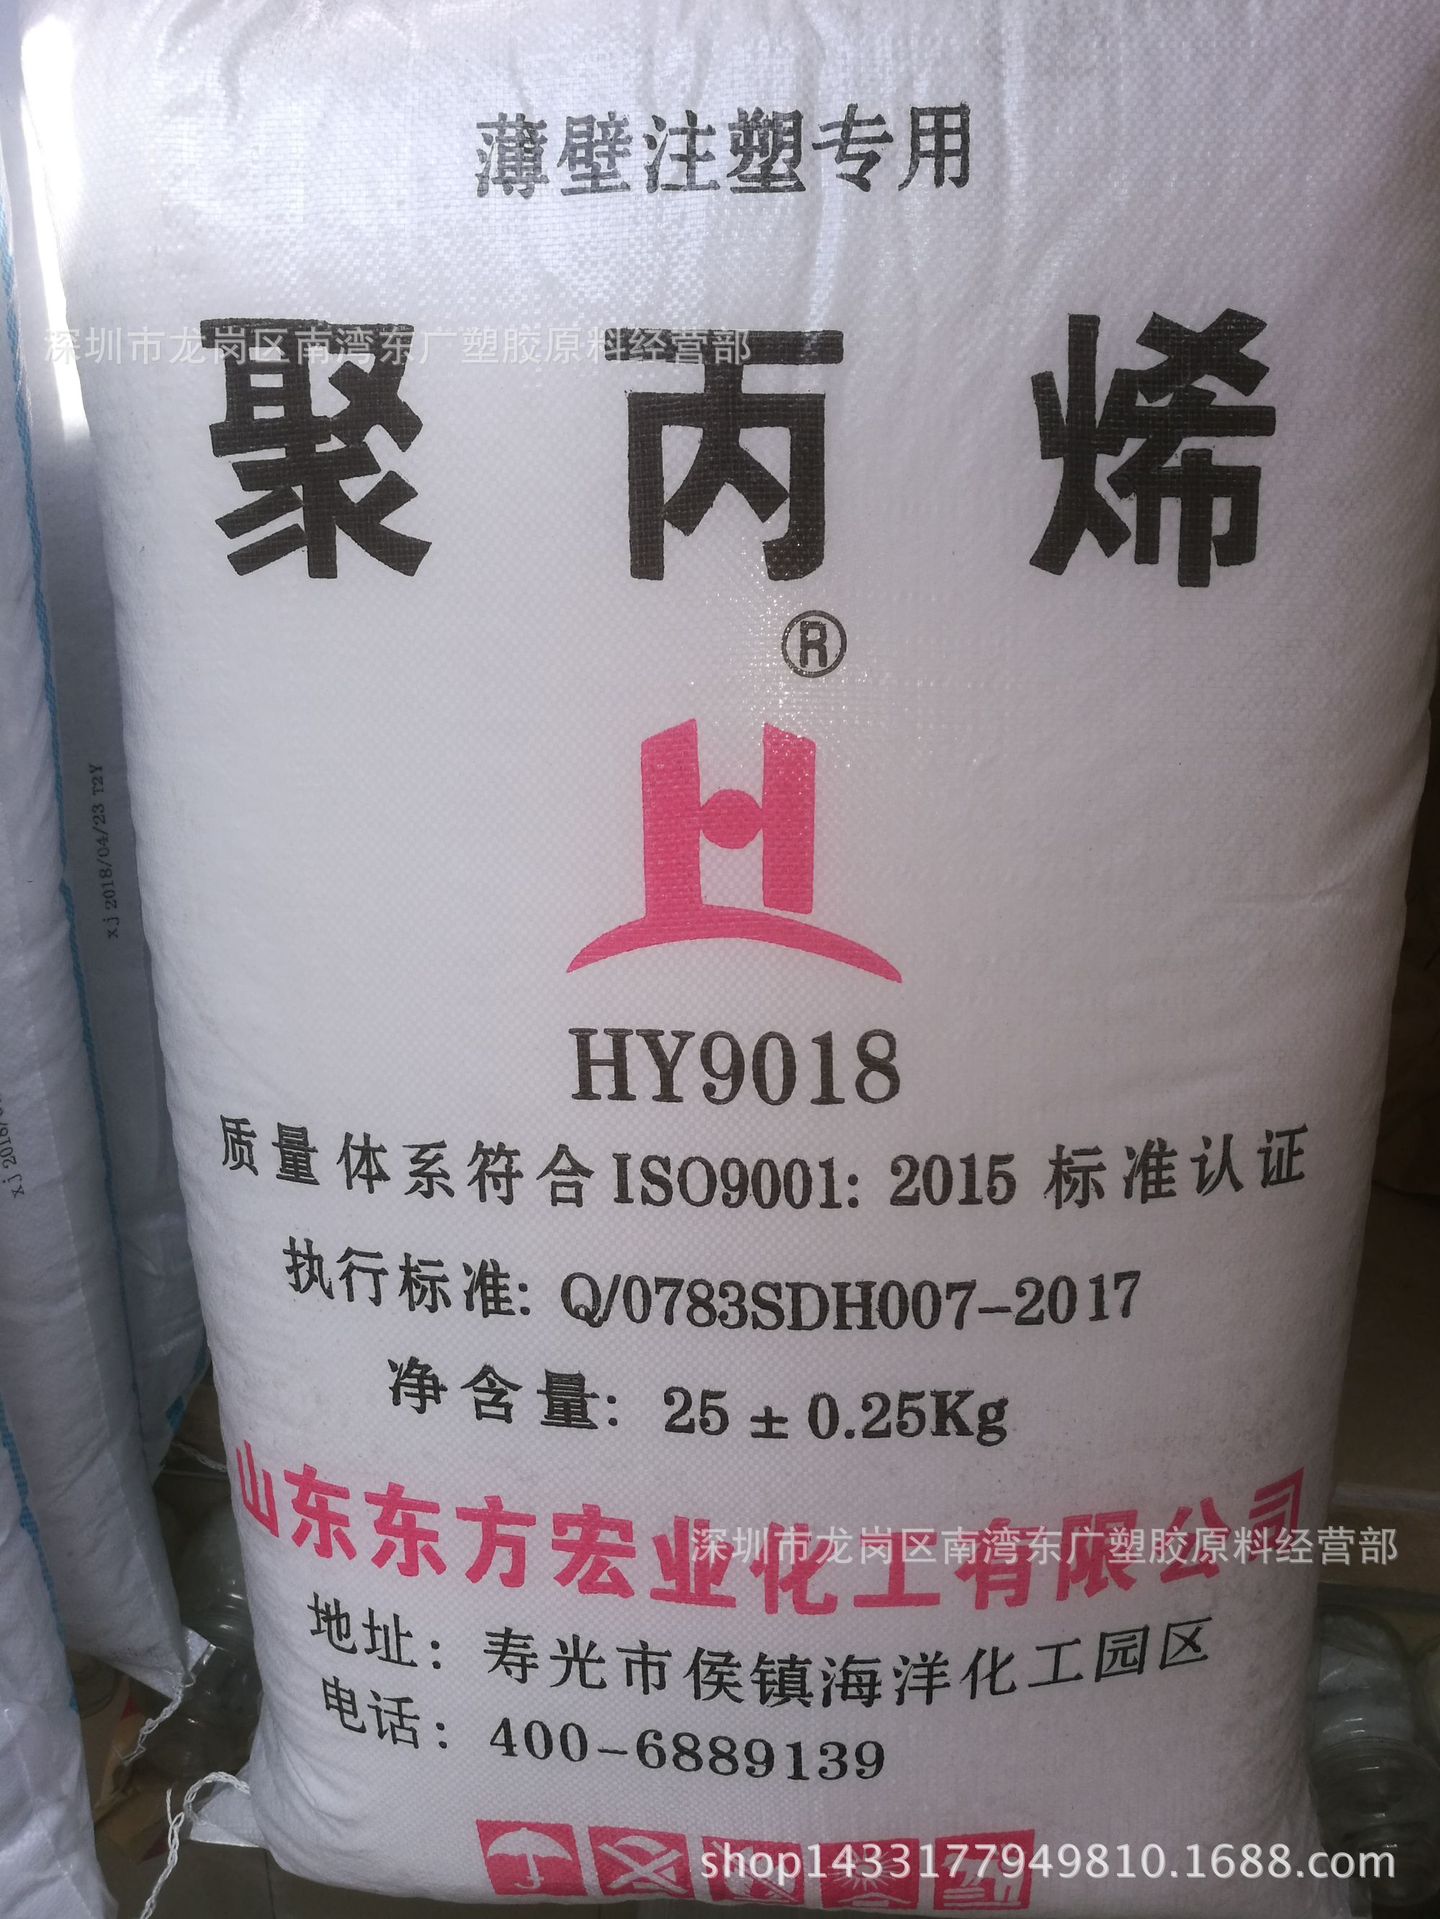 薄壁注塑专用
深圳市龙岗区南湾东广塑胶原料经营部
聚丙烯
®
H
HY9018
质量体系符合ISO9001: 2015 标准认证
执行标准: Q/0783SDH007-2017
净含量: 25 ± 0.25Kg
山东东方宏业化工有限公司
深圳市龙岗区南湾东广塑胶原料经营部
地址: 寿光市侯镇海洋化工园区
电话: 400-6889139
shop1433177949810.1688.com
xj 2018/04/23 T2Y